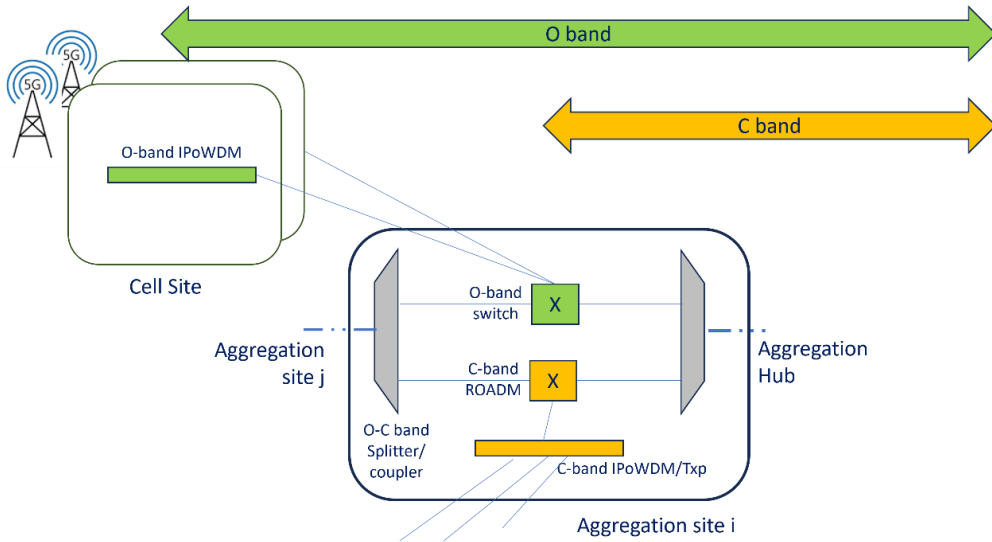 O band
5G
5G
C band
O-band IPoWDM
Cell Site
O-band
switch
X
Aggregation
site j
Aggregation
Hub
C-band
ROADM
X
O-C band
Splitter/
coupler
C-band IPoWDM/Txp
Aggregation site i